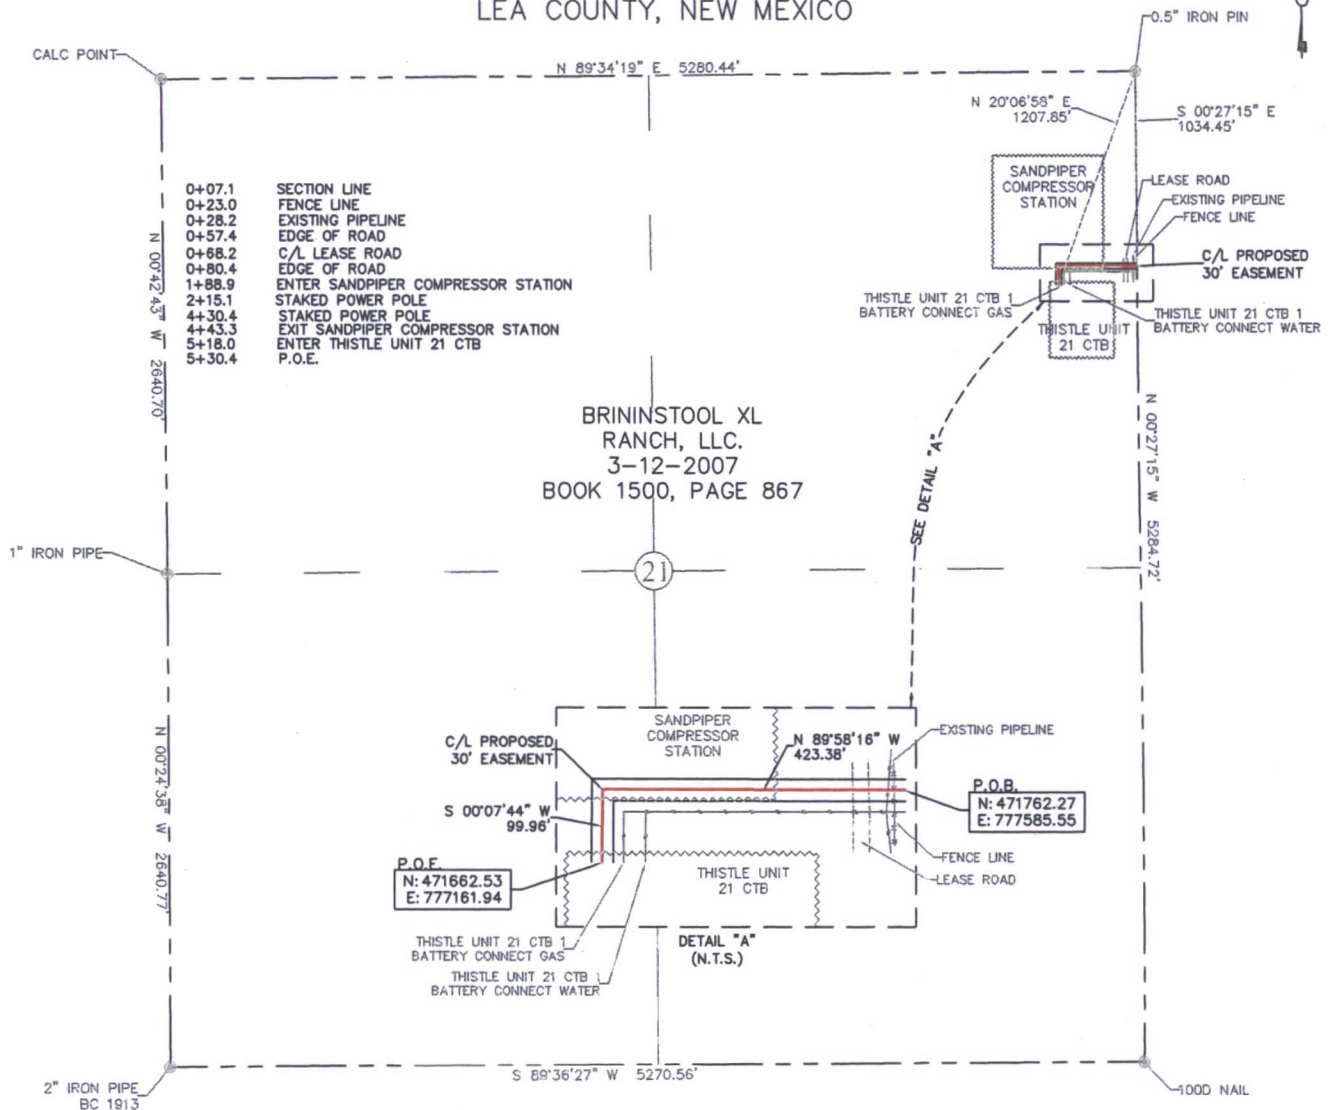 LEA COUNTY, NEW MEXICO
0.5" IRON PIN
CALC POINT
N 89°34'19" E 5280.44'
N 20°06'58" E
1207.85'
S 00°27'15" E
1034.45'
0+07.1 SECTION LINE
0+23.0 FENCE LINE
0+28.2 EXISTING PIPELINE
0+57.4 EDGE OF ROAD
0+68.2 C/L LEASE ROAD
0+80.4 EDGE OF ROAD
1+88.9 ENTER SANDPIPER COMPRESSOR STATION
2+15.1 STAKED POWER POLE
4+30.4 STAKED POWER POLE
4+43.3 EXIT SANDPIPER COMPRESSOR STATION
5+18.0 ENTER THISTLE UNIT 21 CTB
5+30.4 P.O.E.
N 00°42'43" W 2640.70'
SANDPIPER
COMPRESSOR
STATION
LEASE ROAD
EXISTING PIPELINE
FENCE LINE
C/L PROPOSED
30' EASEMENT
THISTLE UNIT 21 CTB 1
BATTERY CONNECT GAS
THISTLE UNIT 21 CTB 1
BATTERY CONNECT WATER
THISTLE UNIT
21 CTB
BRININSTOOL XL
RANCH, LLC.
3-12-2007
BOOK 1500, PAGE 867
SEE DETAIL "A"
N 00°27'15" W 5284.72'
1" IRON PIPE
21
SANDPIPER
COMPRESSOR
STATION
C/L PROPOSED
30' EASEMENT
N 89°58'16" W
423.38'
EXISTING PIPELINE
P.O.B.
N: 471762.27
E: 777585.55
S 00°07'44" W
99.96'
N 00°24'38" W 2640.77'
P.O.E.
N: 471662.53
E: 777161.94
THISTLE UNIT
21 CTB
FENCE LINE
LEASE ROAD
THISTLE UNIT 21 CTB 1
BATTERY CONNECT GAS
THISTLE UNIT 21 CTB 1
BATTERY CONNECT WATER
DETAIL "A"
(N.T.S.)
S 89°36'27" W 5270.56'
2" IRON PIPE
BC 1913
100D NAIL